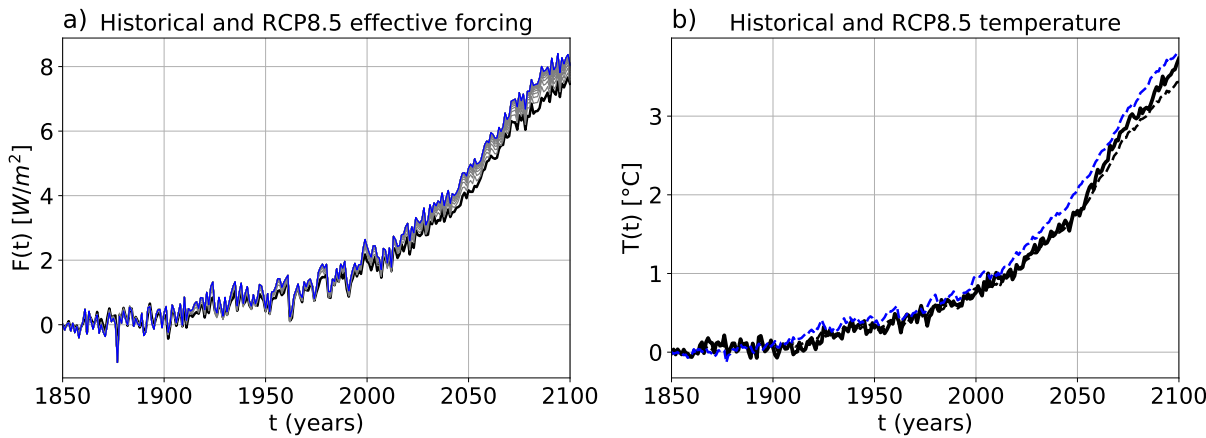 a) Historical and RCP8.5 effective forcing
F(t) [W/m²]
8
6
4
2
0
1850 1900 1950 2000 2050 2100
t (years)
b) Historical and RCP8.5 temperature
T(t) [°C]
3
2
1
0
1850 1900 1950 2000 2050 2100
t (years)